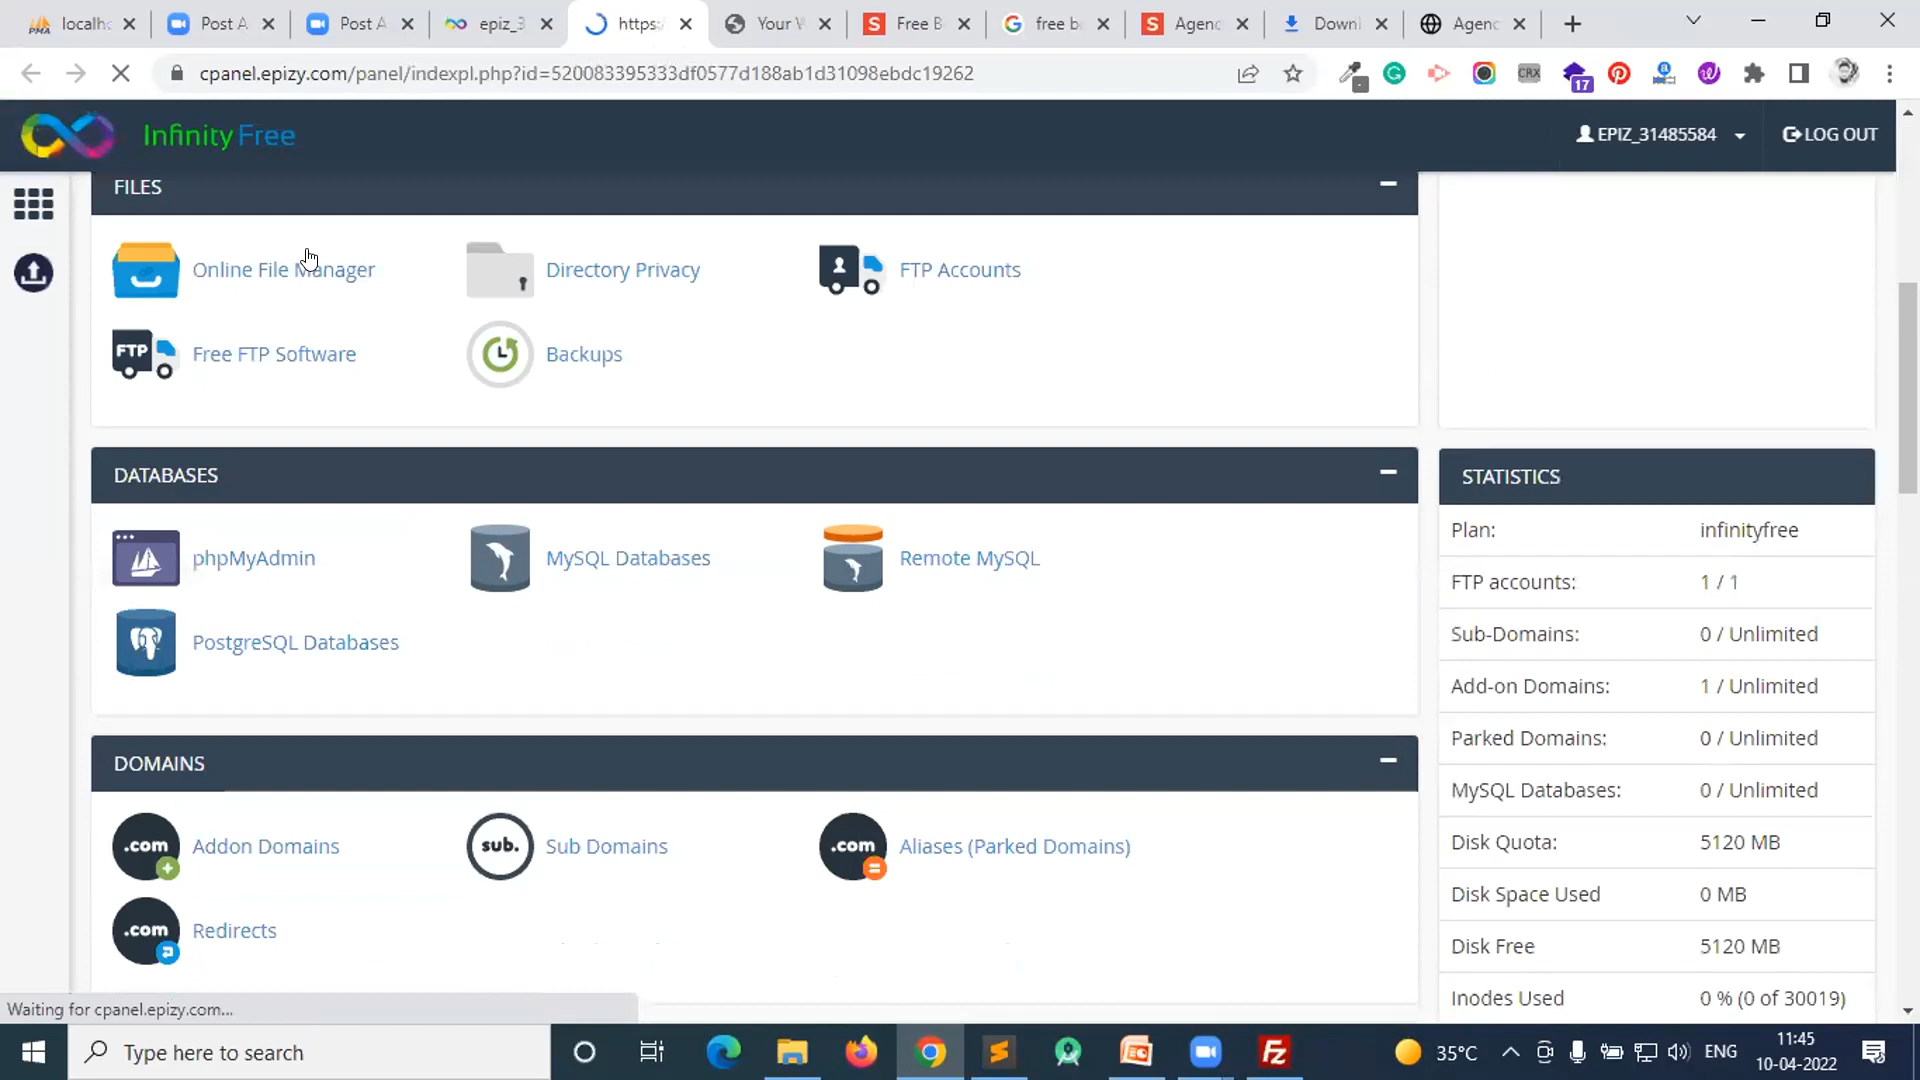 localh
Post A
Post A
epiz_3
https:
Your V
Free B
free be
Agenc
Downl
Agenc
cpanel.epizy.com/panel/indexpl.php?id=520083395333df0577d188ab1d31098ebdc19262
CRX
17
InfinityFree
EPIZ_31485584
LOG OUT
FILES
Online File Manager
Directory Privacy
FTP Accounts
FTP
Free FTP Software
Backups
DATABASES
phpMyAdmin
MySQL Databases
Remote MySQL
PostgreSQL Databases
STATISTICS
Plan: infinityfree
FTP accounts: 1 / 1
Sub-Domains: 0 / Unlimited
Add-on Domains: 1 / Unlimited
Parked Domains: 0 / Unlimited
MySQL Databases: 0 / Unlimited
Disk Quota: 5120 MB
Disk Space Used 0 MB
Disk Free 5120 MB
Inodes Used 0 % (0 of 30019)
DOMAINS
.com
Addon Domains
sub.
Sub Domains
.com
Aliases (Parked Domains)
.com
Redirects
Waiting for cpanel.epizy.com...
Type here to search
35°C
ENG
11:45
10-04-2022